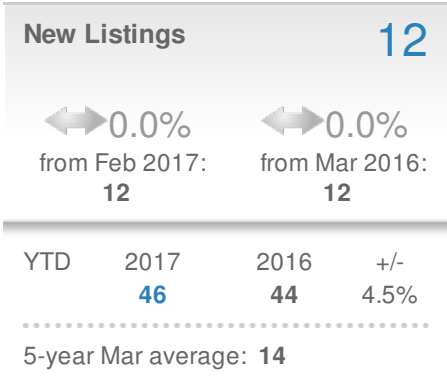 New Listings 12
0.0% 0.0%
from Feb 2017: from Mar 2016:
12 12
YTD 2017 2016 +/-
46 44 4.5%
5-year Mar average: 14